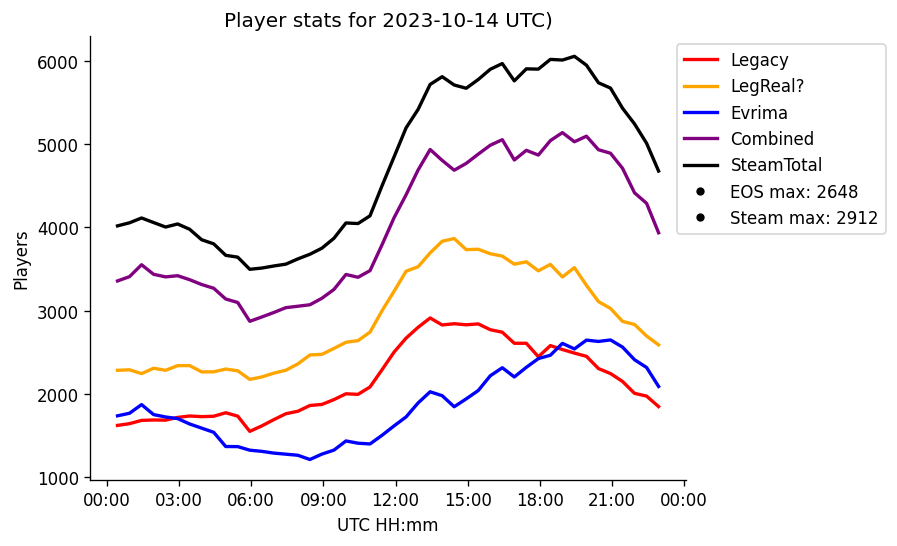 Player stats for 2023-10-14 UTC)
Legacy
LegReal?
Evrima
Combined
SteamTotal
EOS max: 2648
Steam max: 2912
Players
6000
5000
4000
3000
2000
1000
00:00 03:00 06:00 09:00 12:00 15:00 18:00 21:00 00:00
UTC HH:mm